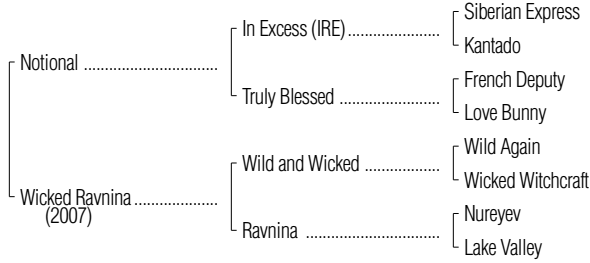 Siberian Express
In Excess (IRE)
Kantado
Notional
French Deputy
Truly Blessed
Love Bunny
Wild Again
Wild and Wicked
Wicked Witchcraft
Wicked Ravnina
(2007)
Nureyev
Ravnina
Lake Valley